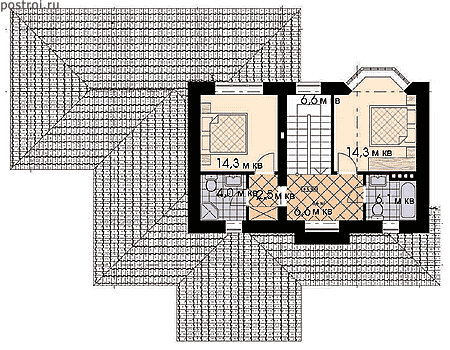 postroi.ru
6,6 м кв
14,3 м кв
14,3 м кв
4,0 м кв
2,5 м кв
6,1 м кв
6,6 м кв